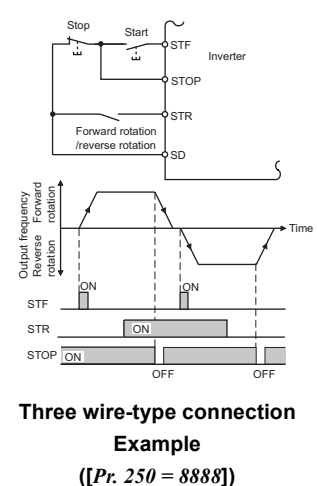 Stop
Start
STF
Inverter
STOP
STR
Forward rotation
/reverse rotation
SD
Output frequency
Reverse Forward
rotation rotation
Time
ON
ON
STF
STR
ON
STOP
ON
OFF
OFF
Three wire-type connection
Example
([Pr. 250 = 8888])